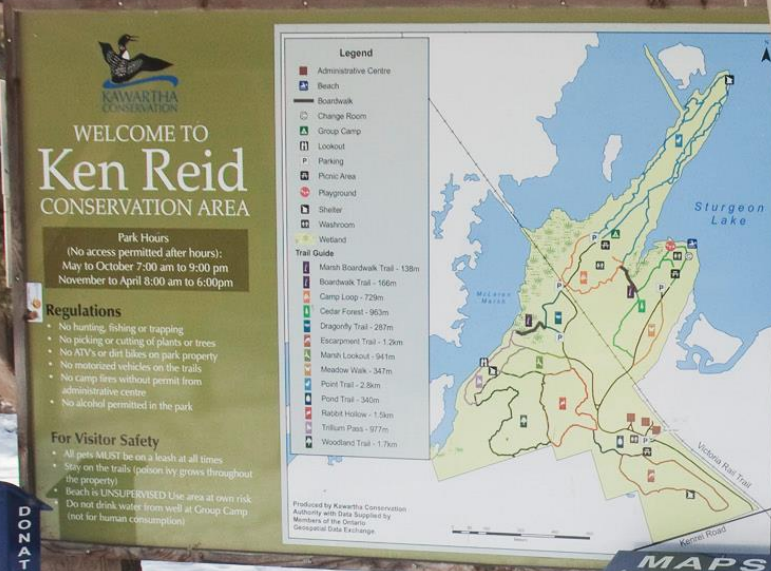 KAWARTHA
CONSERVATION
WELCOME TO
Ken Reid
CONSERVATION AREA
Park Hours
(No access permitted after hours):
May to October 7:00 am to 9:00 pm
November to April 8:00 am to 6:00pm
Regulations
• No hunting, fishing or trapping
• No picking or cutting of plants or trees
• No ATV's or dirt bikes on park property
• No motorized vehicles on the trails
• No camp fires without permit from
administrative centre
• No alcohol permitted in the park
For Visitor Safety
• All pets MUST be on a leash at all times
• Stay on the trails (poison ivy grows throughout
the property)
• Beach is UNSUPERVISED Use area at own risk
• Do not drink water from well at Group Camp
(not for human consumption)
DONAT
Legend
Administrative Centre
Beach
Boardwalk
Change Room
Group Camp
Lookout
P Parking
Picnic Area
Playground
Shelter
Washroom
Wetland
Trail Guide
Marsh Boardwalk Trail - 138m
Boardwalk Trail - 166m
Camp Loop - 729m
Cedar Forest - 963m
Dragonfly Trail - 287m
Escarpment Trail - 1.2km
Marsh Lookout - 941m
Meadow Walk - 347m
Point Trail - 2.8km
Pond Trail - 340m
Rabbit Hollow - 1.5km
Trillium Pass - 977m
Woodland Trail - 1.7km
Produced by Kawartha Conservation
Authority with Data Supplied by
Members of the Ontario
Geospatial Data Exchange.
Sturgeon
Lake
McLaren
Marsh
P
P
P
P
P
Victoria Rail Trail
Kenrei Road
MAPS